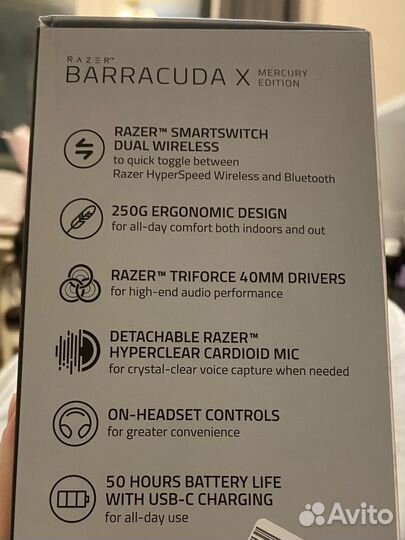 RAZER™
BARRACUDA X MERCURY
EDITION
RAZER™ SMARTSWITCH
DUAL WIRELESS
to quick toggle between
Razer HyperSpeed Wireless and Bluetooth
250G ERGONOMIC DESIGN
for all-day comfort both indoors and out
RAZER™ TRIFORCE 40MM DRIVERS
for high-end audio performance
DETACHABLE RAZER™
HYPERCLEAR CARDIOID MIC
for crystal-clear voice capture when needed
ON-HEADSET CONTROLS
for greater convenience
50 HOURS BATTERY LIFE
WITH USB-C CHARGING
for all-day use
Avito